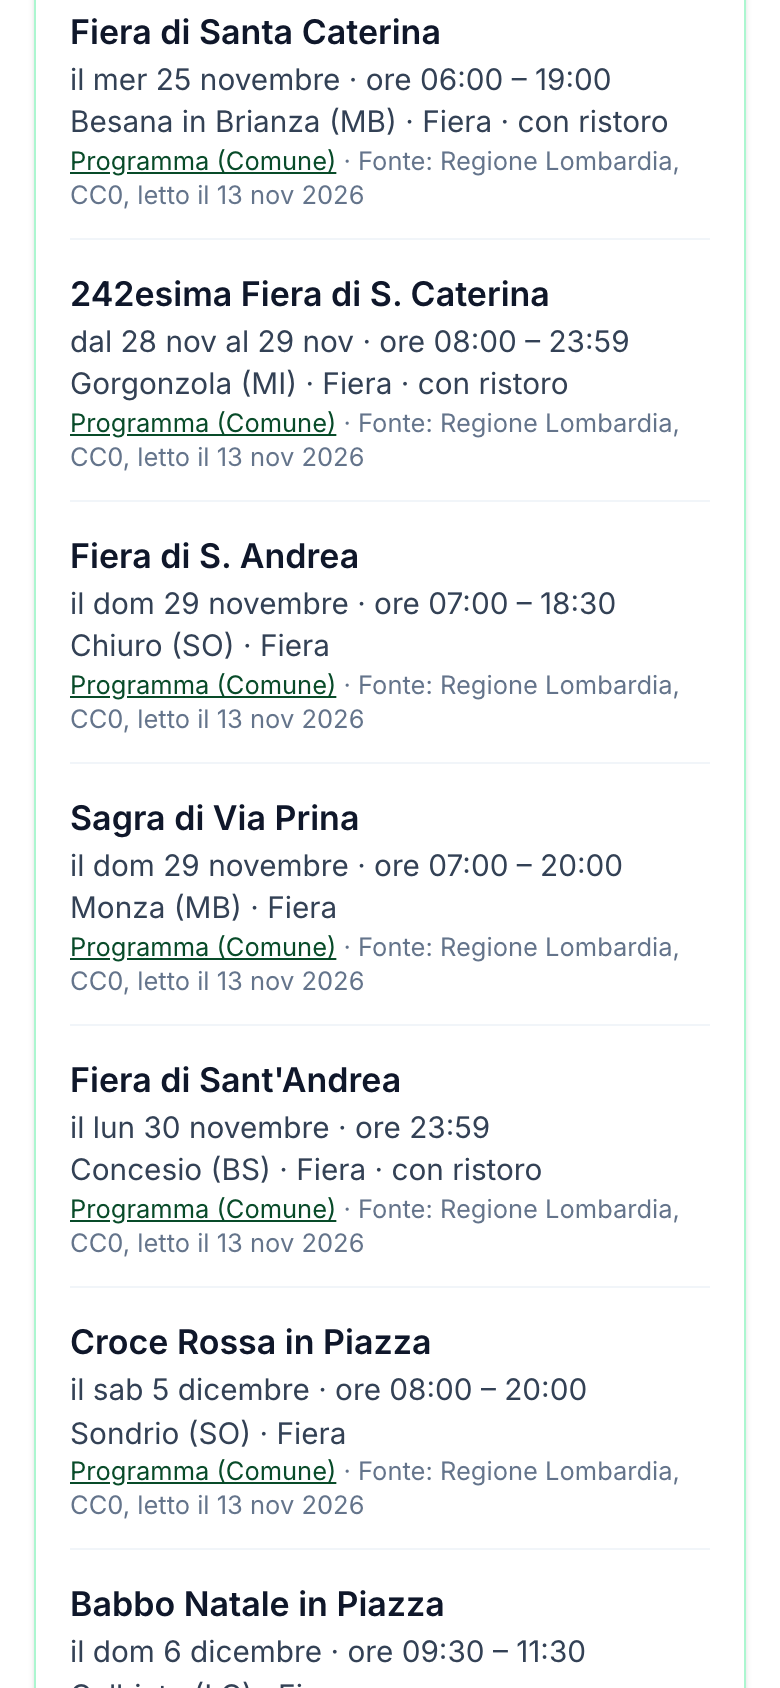 Fiera di Santa Caterina
il mer 25 novembre · ore 06:00 – 19:00
Besana in Brianza (MB) · Fiera · con ristoro
Programma (Comune) · Fonte: Regione Lombardia,
CC0, letto il 13 nov 2026
242esima Fiera di S. Caterina
dal 28 nov al 29 nov · ore 08:00 – 23:59
Gorgonzola (MI) · Fiera · con ristoro
Programma (Comune) · Fonte: Regione Lombardia,
CC0, letto il 13 nov 2026
Fiera di S. Andrea
il dom 29 novembre · ore 07:00 – 18:30
Chiuro (SO) · Fiera
Programma (Comune) · Fonte: Regione Lombardia,
CC0, letto il 13 nov 2026
Sagra di Via Prina
il dom 29 novembre · ore 07:00 – 20:00
Monza (MB) · Fiera
Programma (Comune) · Fonte: Regione Lombardia,
CC0, letto il 13 nov 2026
Fiera di Sant'Andrea
il lun 30 novembre · ore 23:59
Concesio (BS) · Fiera · con ristoro
Programma (Comune) · Fonte: Regione Lombardia,
CC0, letto il 13 nov 2026
Croce Rossa in Piazza
il sab 5 dicembre · ore 08:00 – 20:00
Sondrio (SO) · Fiera
Programma (Comune) · Fonte: Regione Lombardia,
CC0, letto il 13 nov 2026
Babbo Natale in Piazza
il dom 6 dicembre · ore 09:30 – 11:30